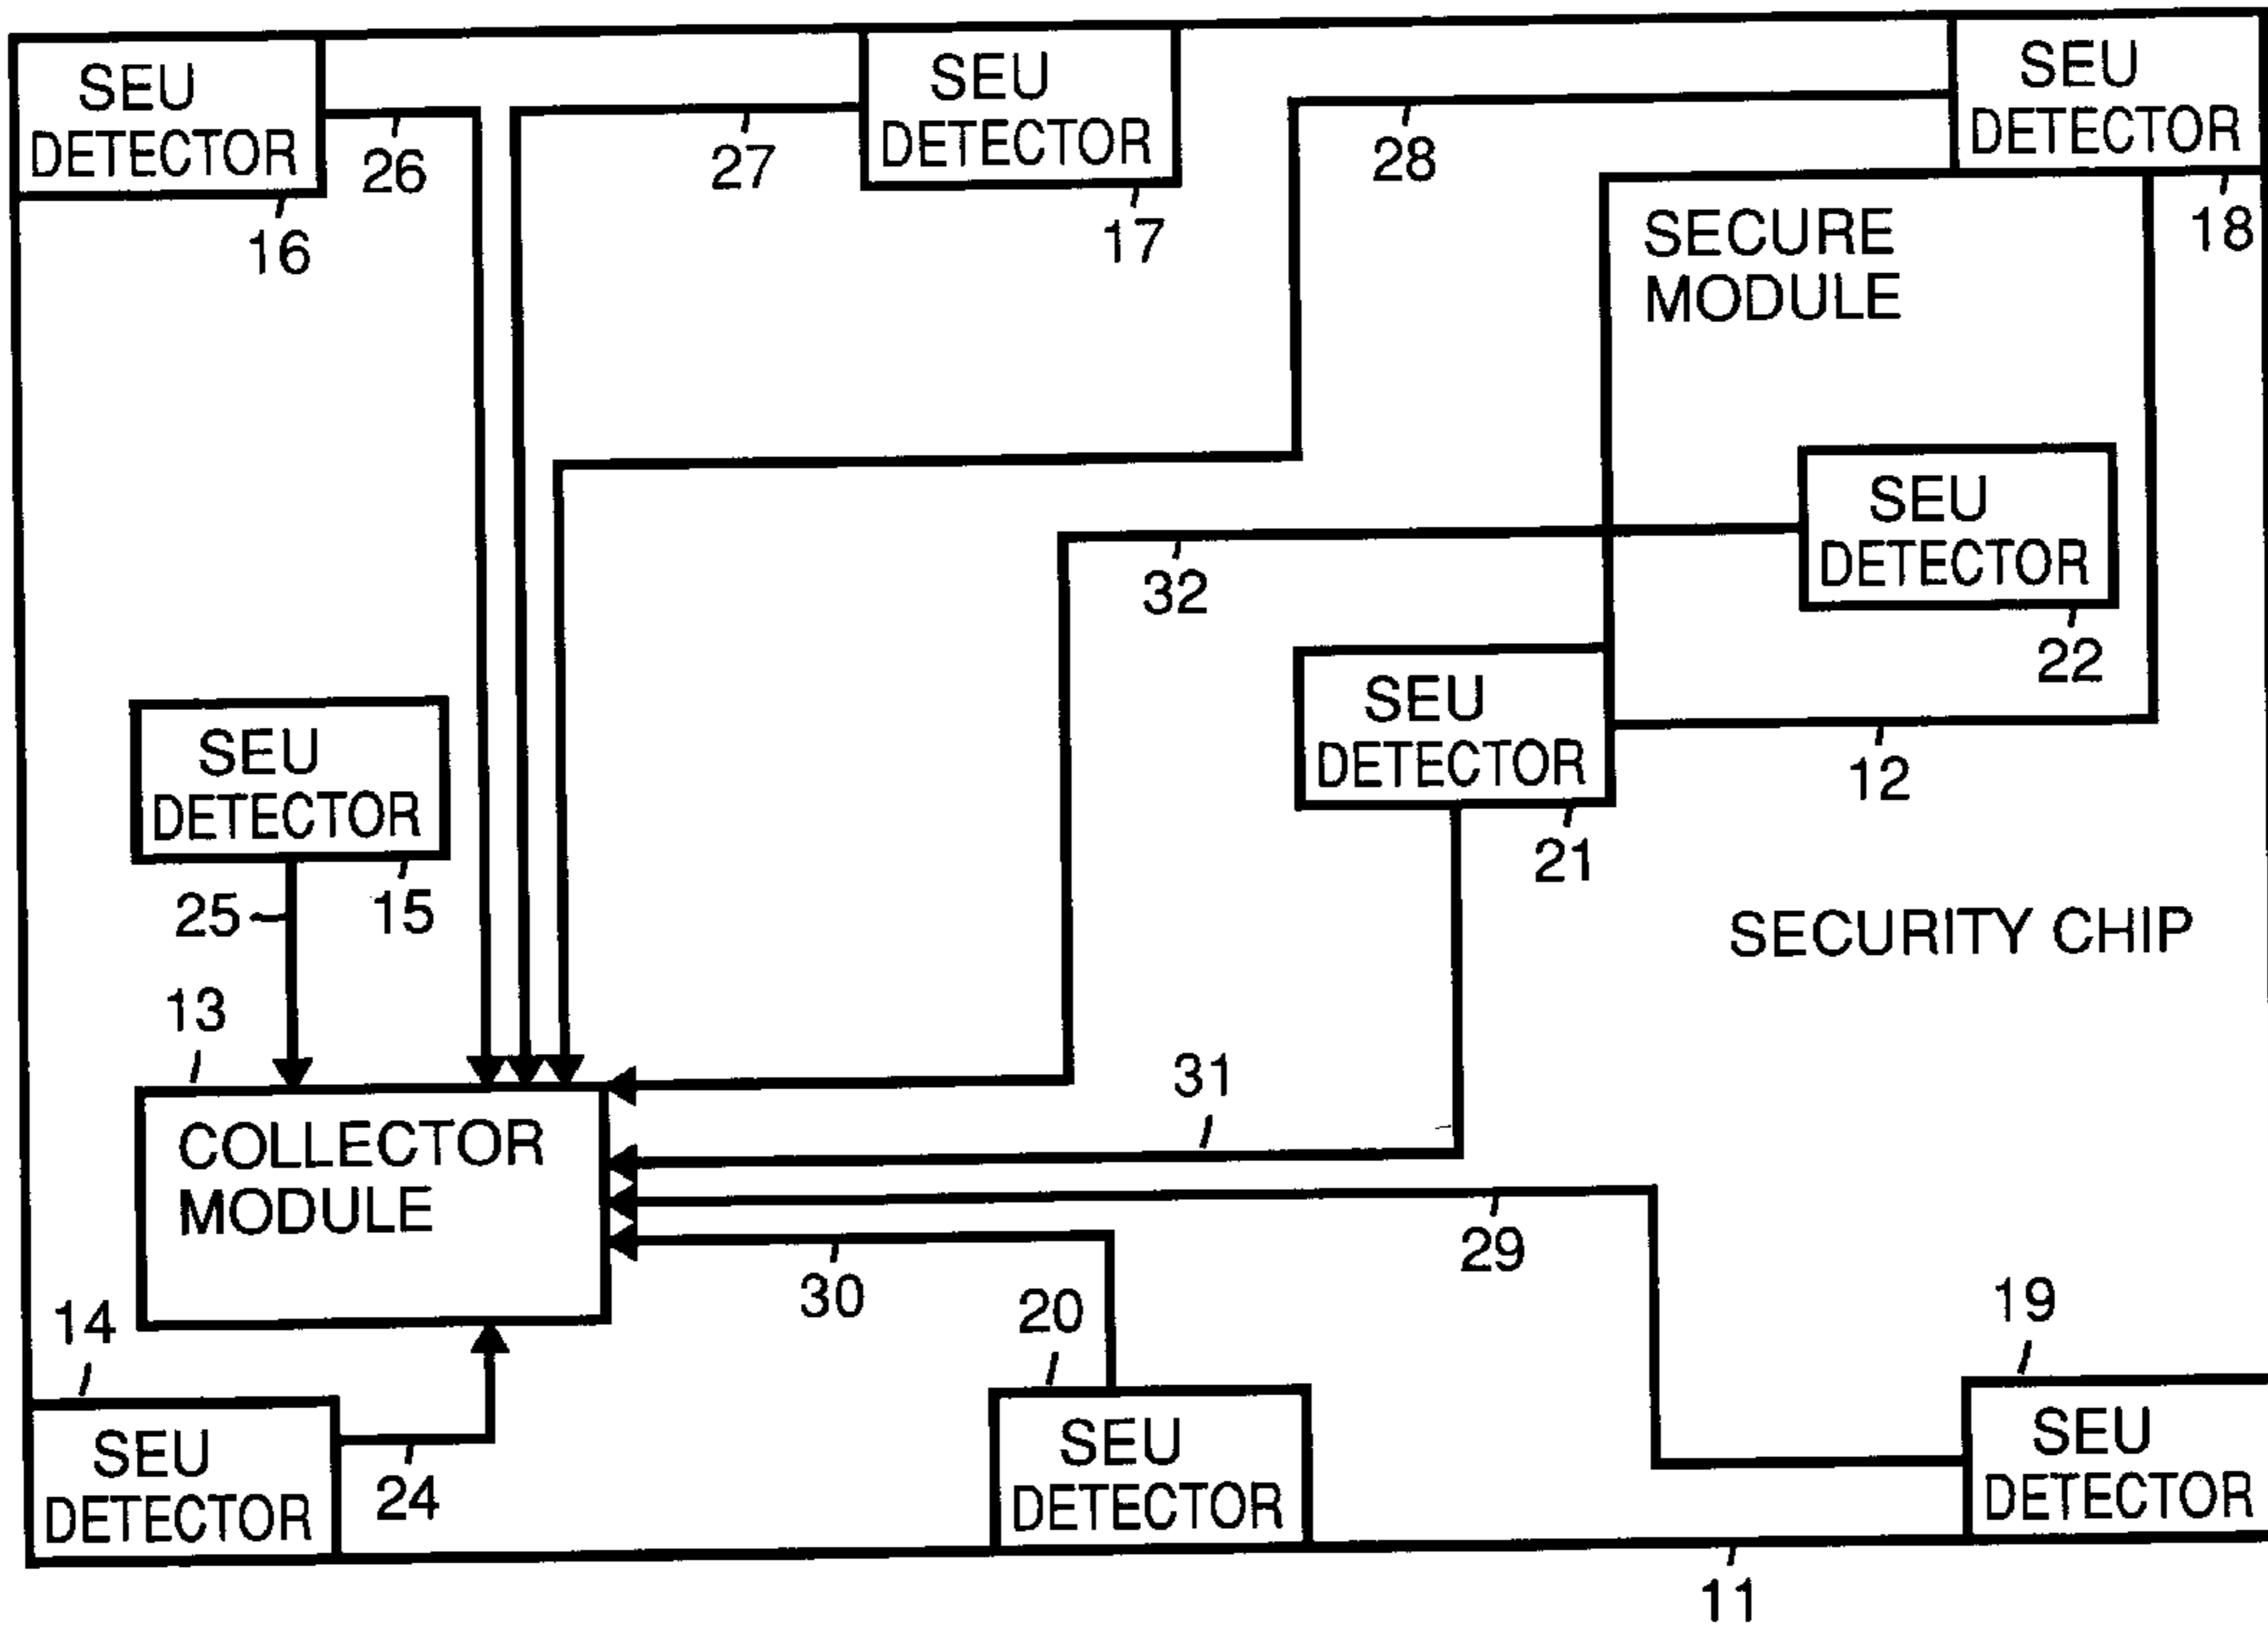 SEU
DETECTOR
16
26
27
SEU
DETECTOR
17
28
SEU
DETECTOR
18
SECURE
MODULE
SEU
DETECTOR
22
32
SEU
DETECTOR
21
12
SEU
DETECTOR
15
25
SECURITY CHIP
13
COLLECTOR
MODULE
31
29
30
14
SEU
DETECTOR
24
20
SEU
DETECTOR
19
SEU
DETECTOR
11